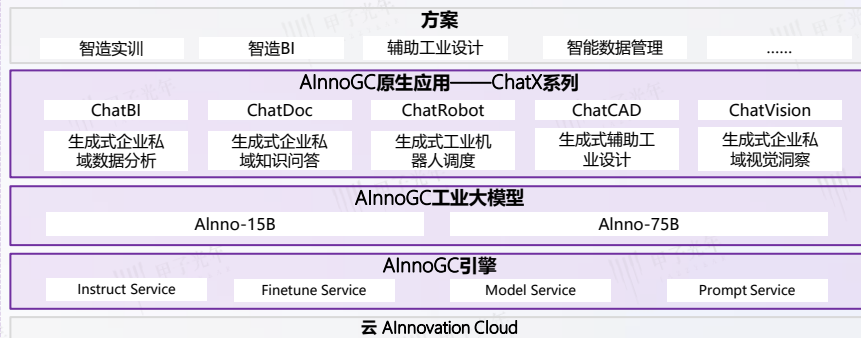 方案
智造实训 智造BI 辅助工业设计 智能数据管理 ......
AInnoGC原生应用——ChatX系列
ChatBI ChatDoc ChatRobot ChatCAD ChatVision
生成式企业私 生成式企业私 生成式工业机 生成式辅助工 生成式企业私
域数据分析 域知识问答 器人调度 业设计 域视觉洞察
AInnoGC工业大模型
AInno-15B AInno-75B
AInnoGC引擎
Instruct Service Finetune Service Model Service Prompt Service
云 AInnovation Cloud
甲子光年